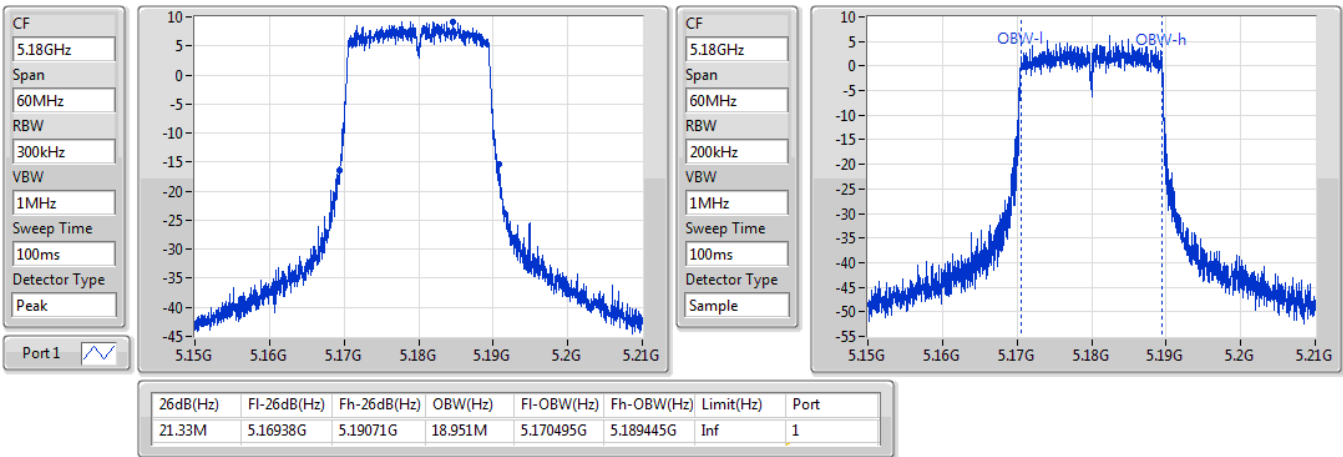 CF
5.18GHz
Span
60MHz
RBW
300kHz
VBW
1MHz
Sweep Time
100ms
Detector Type
Peak
Port 1
10
5
0
-5
-10
-15
-20
-25
-30
-35
-40
-45
5.15G 5.16G 5.17G 5.18G 5.19G 5.2G 5.21G
CF
5.18GHz
Span
60MHz
RBW
200kHz
VBW
1MHz
Sweep Time
100ms
Detector Type
Sample
OBW-l OBW-h
10
5
0
-5
-10
-15
-20
-25
-30
-35
-40
-45
-50
-55
5.15G 5.16G 5.17G 5.18G 5.19G 5.2G 5.21G
26dB(Hz) Fl-26dB(Hz) Fh-26dB(Hz) OBW(Hz) Fl-OBW(Hz) Fh-OBW(Hz) Limit(Hz) Port
21.33M 5.16938G 5.19071G 18.951M 5.170495G 5.189445G Inf 1